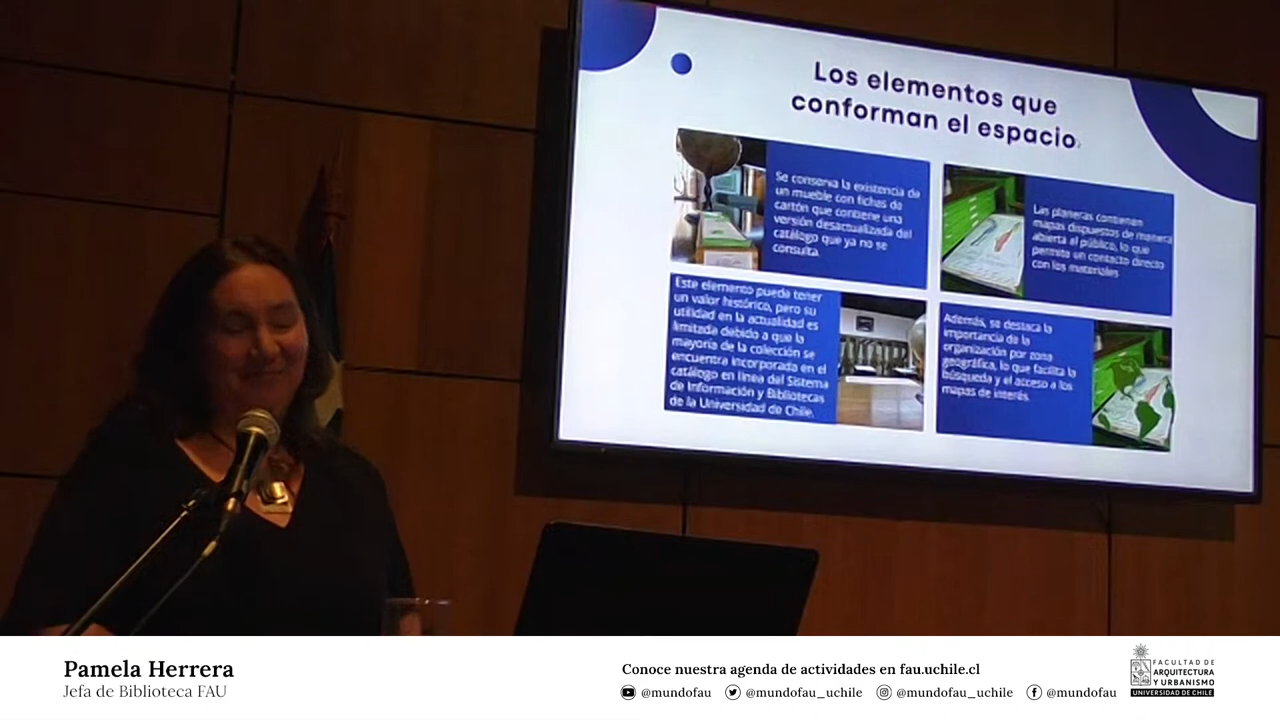 Los elementos que
conforman el espacio.
Se conserva la existencia de
un mueble con fichas de
cartón que contiene una
versión desactualizada del
catálogo que ya no se
consulta.
Las planeras contienen
mapas dispuestos de manera
abierta al público, lo que
permite un contacto directo
con los materiales
Este elemento puede tener
un valor histórico, pero su
utilidad en la actualidad es
limitada debido a que la
mayoría de la colección se
encuentra incorporada en el
catálogo en línea del Sistema
de Información y Bibliotecas
de la Universidad de Chile.
Además, se destaca la
importancia de la
organización por zona
geográfica, lo que facilita la
búsqueda y el acceso a los
mapas de interés.
Pamela Herrera
Jefa de Biblioteca FAU
Conoce nuestra agenda de actividades en fau.uchile.cl
@mundofau @mundofau_uchile @mundofau_uchile @mundofau
FACULTAD DE
ARQUITECTURA
Y URBANISMO
UNIVERSIDAD DE CHILE